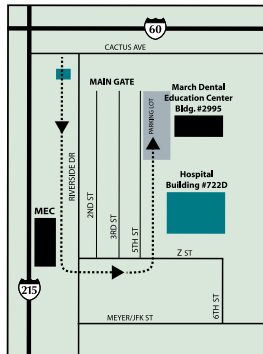 60
CACTUS AVE
MAIN GATE
March Dental
Education Center
Bldg. #2995
PARKING LOT
RIVERSIDE DR
2ND ST
3RD ST
5TH ST
Hospital
Building #722D
MEC
Z ST
215
6TH ST
MEYER/JFK ST